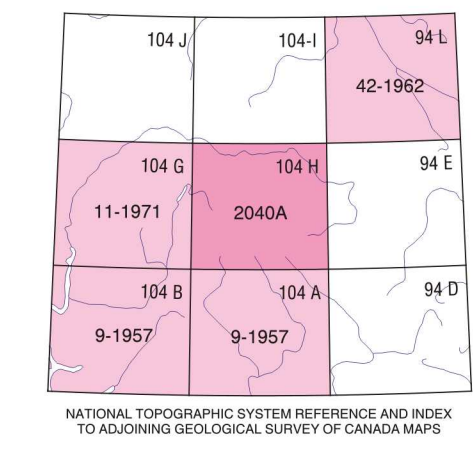 104 J
104-I
94 L
42-1962
104 G
104 H
94 E
11-1971
2040A
104 B
104 A
94 D
9-1957
9-1957
NATIONAL TOPOGRAPHIC SYSTEM REFERENCE AND INDEX
TO ADJOINING GEOLOGICAL SURVEY OF CANADA MAPS